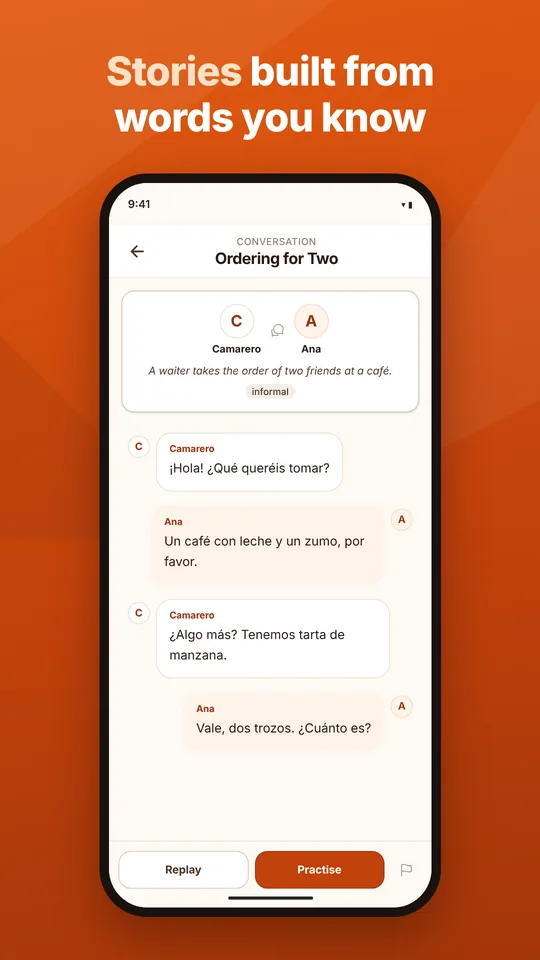 Stories built from
words you know
9:41
CONVERSATION
Ordering for Two
C
A
Camarero
Ana
A waiter takes the order of two friends at a café.
informal
C
Camarero
¡Hola! ¿Qué queréis tomar?
Ana
A
Un café con leche y un zumo, por
favor.
C
Camarero
¿Algo más? Tenemos tarta de
manzana.
Ana
A
Vale, dos trozos. ¿Cuánto es?
Replay
Practise